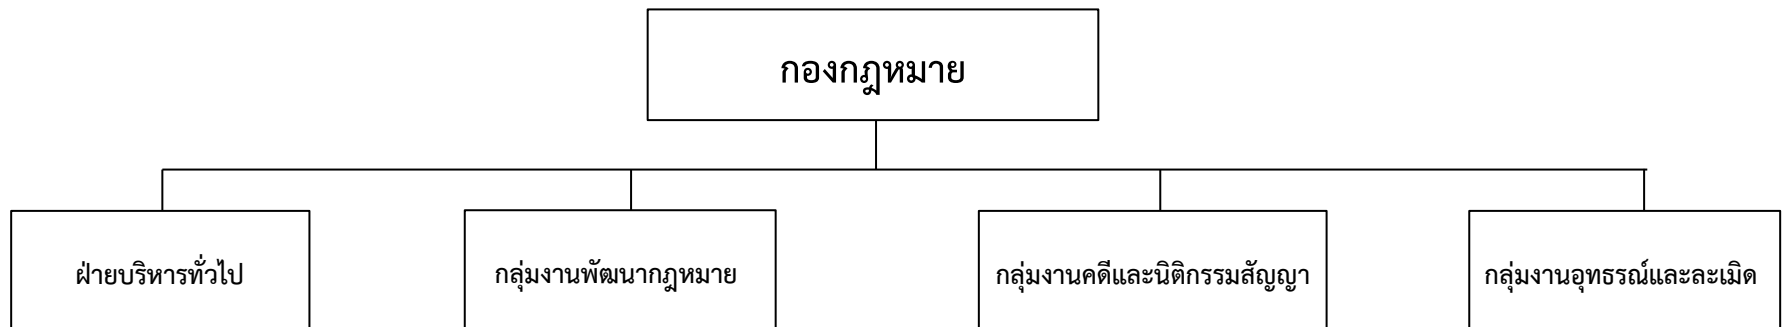 กองกฎหมาย
ฝ่ายบริหารทั่วไป
กลุ่มงานพัฒนากฎหมาย
กลุ่มงานคดีและนิติกรรมสัญญา
กลุ่มงานอุทธรณ์และละเมิด